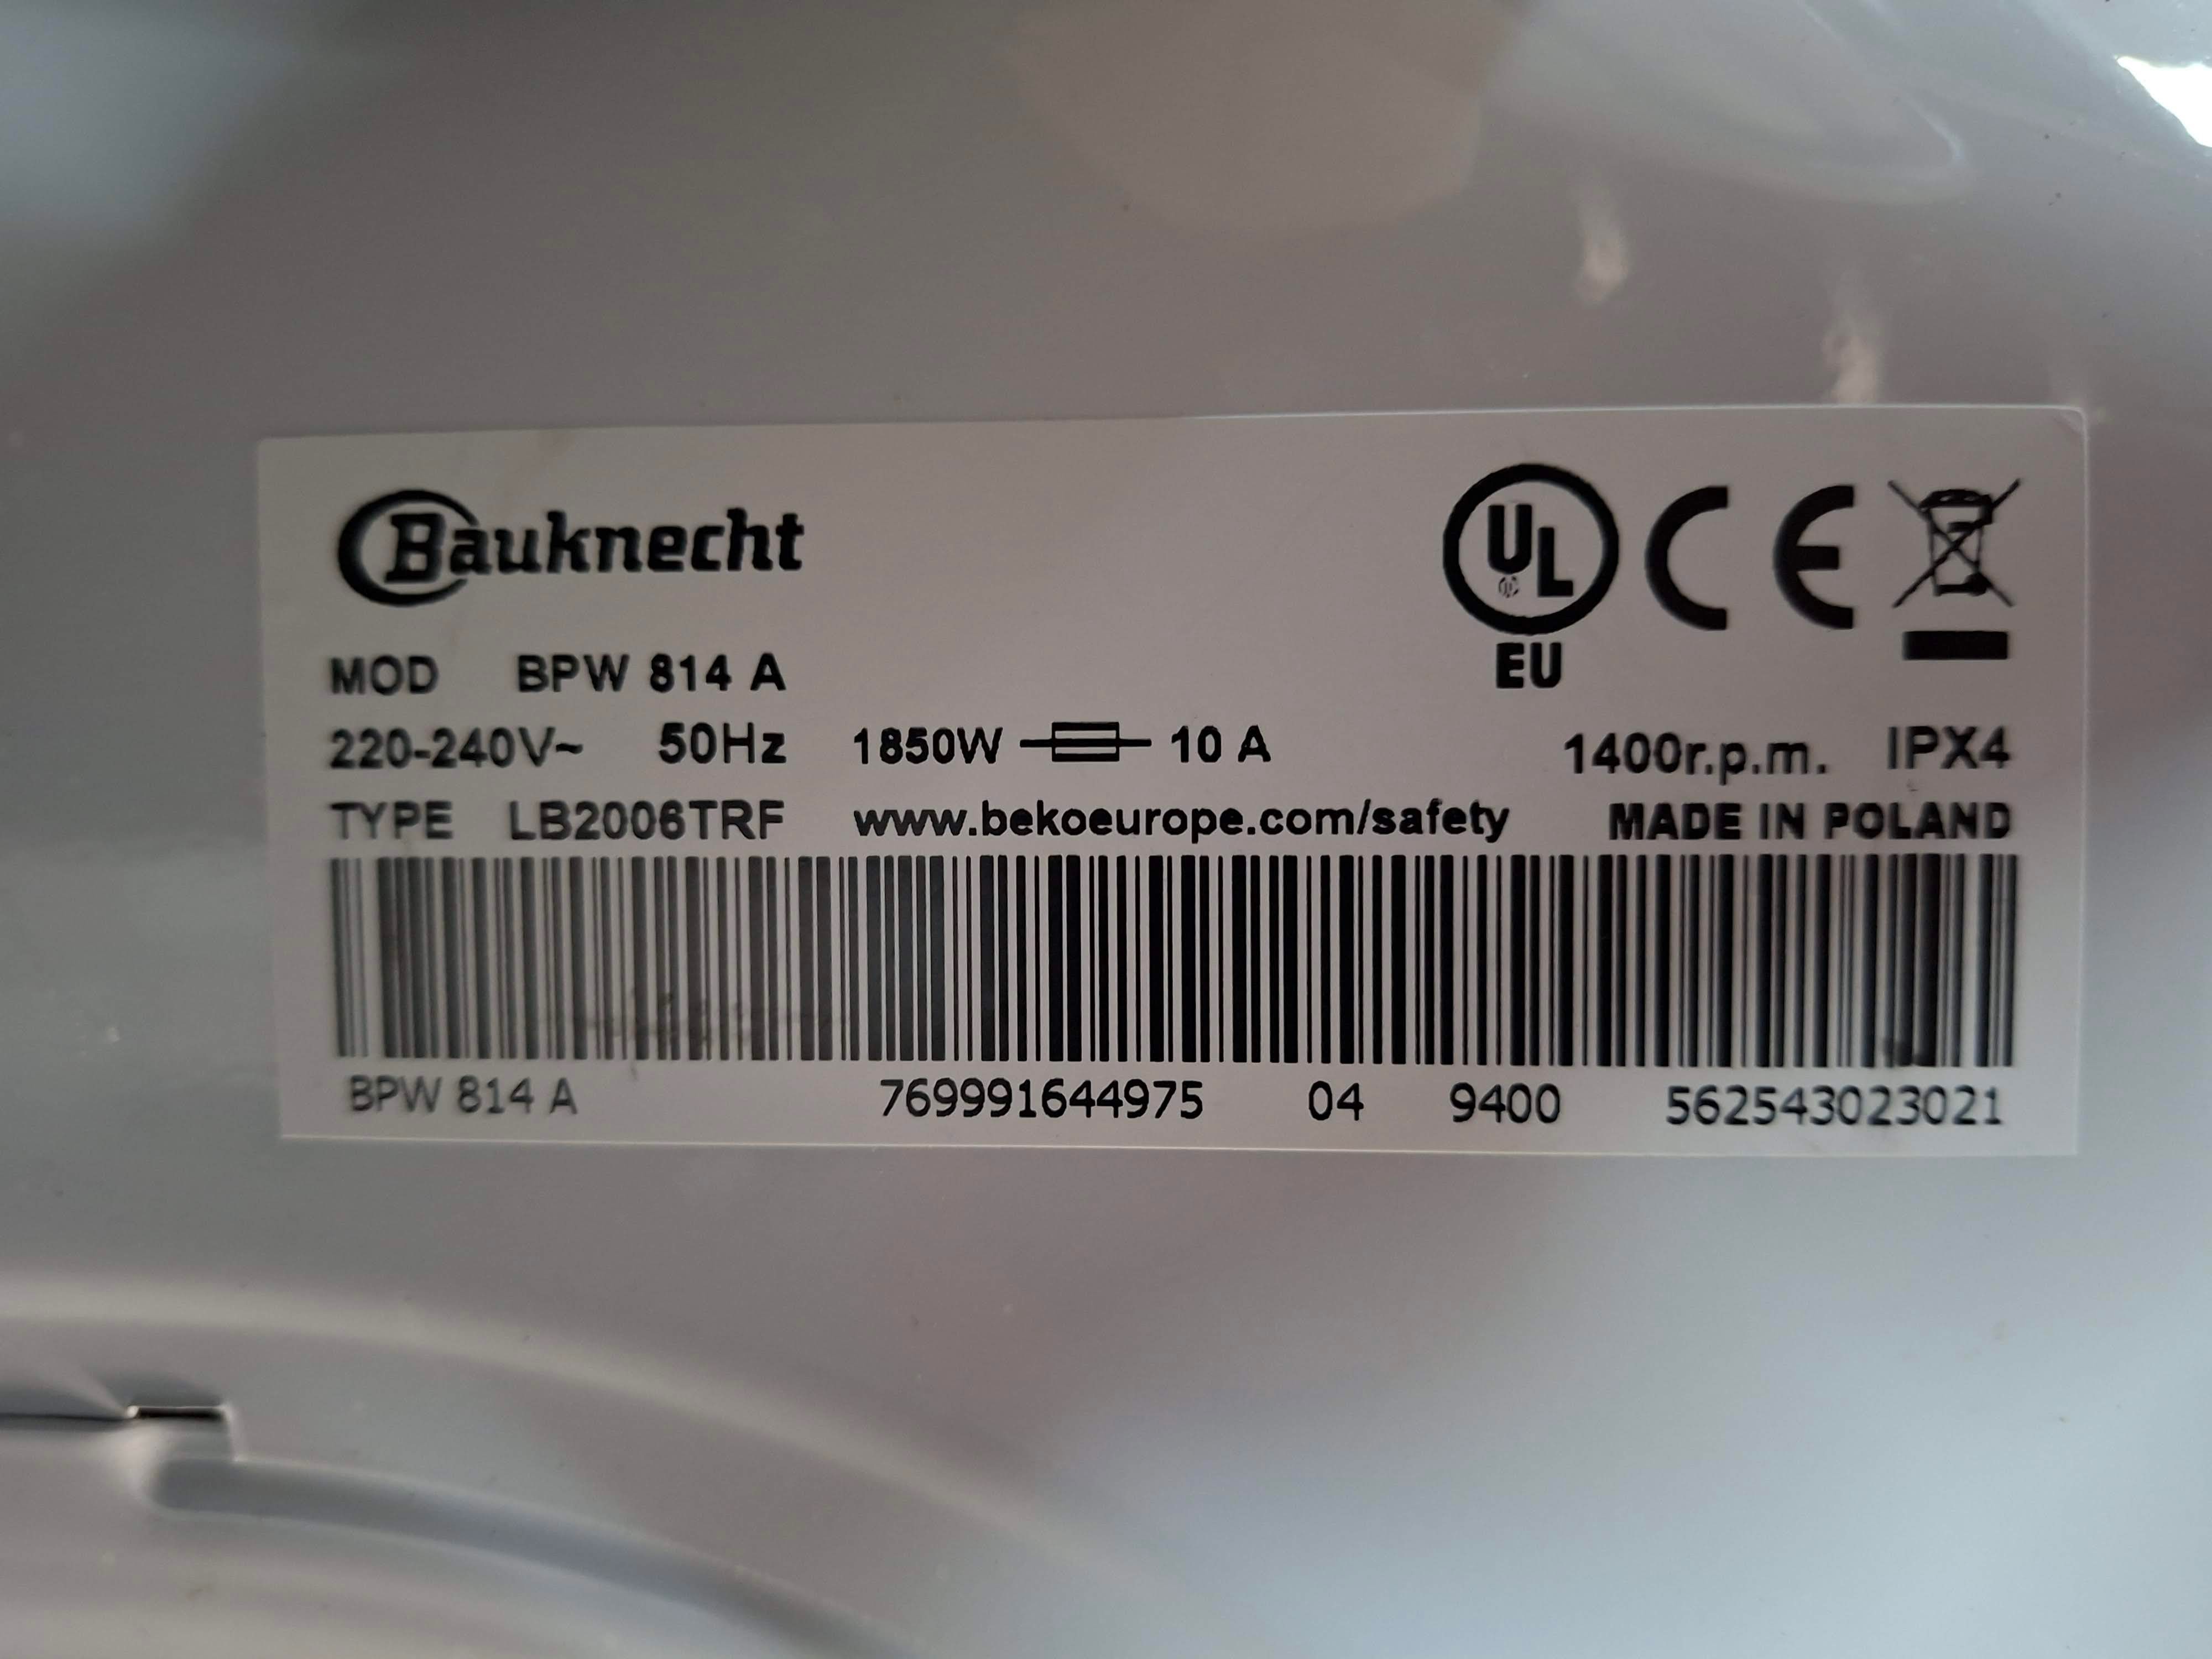 Bauknecht
UL CE
EU
MOD BPW 814 A
220-240V~ 50Hz 1850W 10 A 1400r.p.m. IPX4
TYPE LB2006TRF www.bekoeurope.com/safety MADE IN POLAND
BPW 814 A 769991644975 04 9400 562543023021